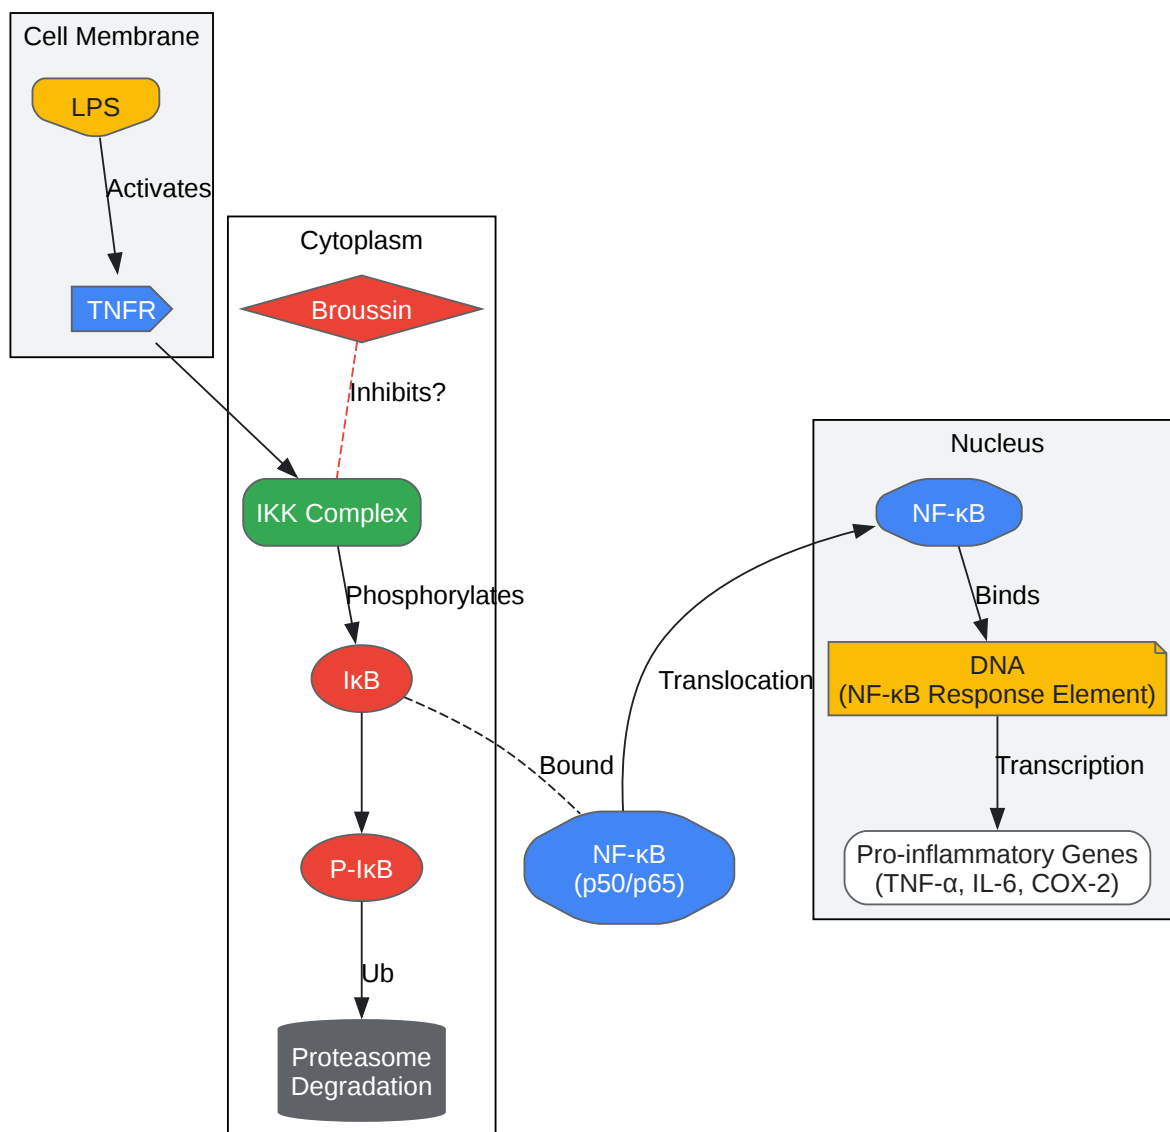 Cell Membrane
LPS
Activates
TNFR
Cytoplasm
Broussin
Inhibits?
IKK Complex
Phosphorylates
IκB
Bound
P-IκB
Ub
Proteasome
Degradation
NF-κB
(p50/p65)
Translocation
Nucleus
NF-κB
Binds
DNA
(NF-κB Response Element)
Transcription
Pro-inflammatory Genes
(TNF-α, IL-6, COX-2)